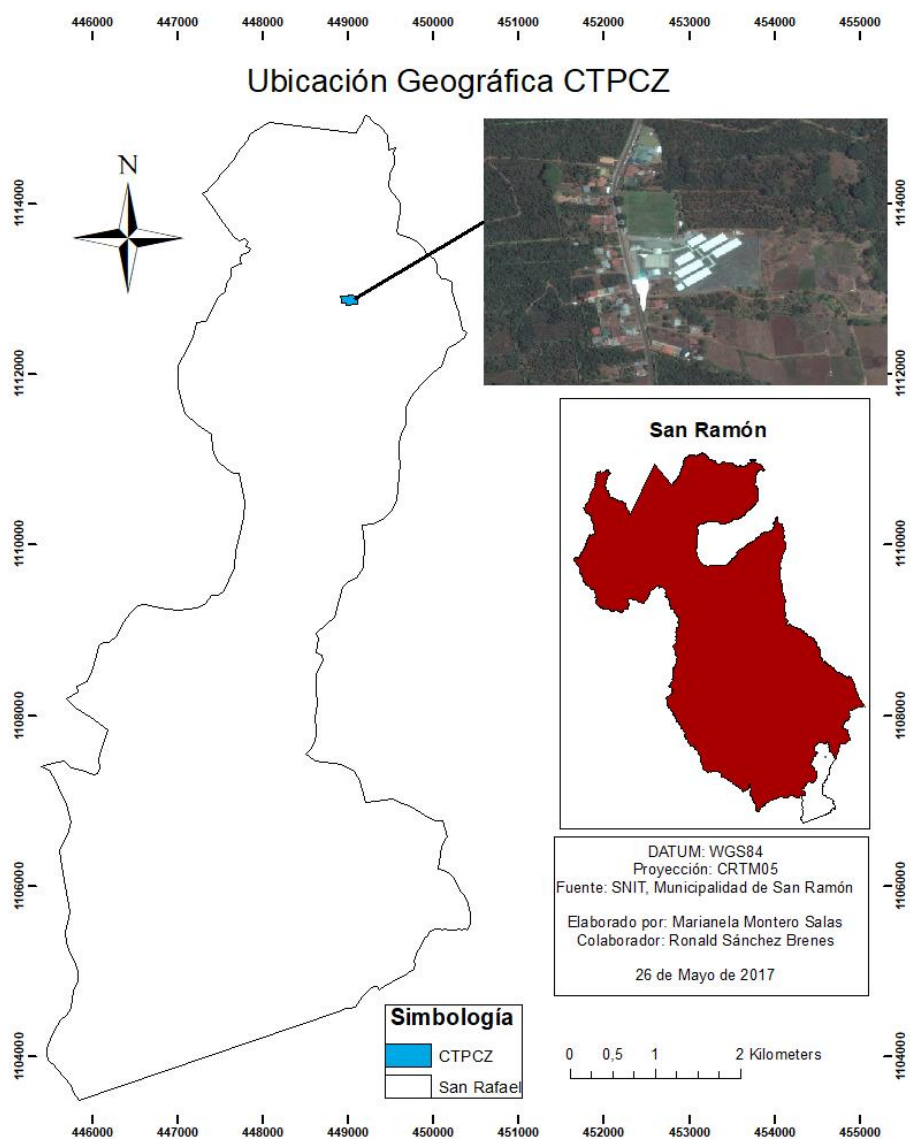 446000 447000 448000 449000 450000 451000 452000 453000 454000 455000
Ubicación Geográfica CTPCZ
N
1114000
1114000
1112000
1112000
San Ramón
1110000
1110000
1108000
1108000
DATUM: WGS84
Proyección: CRTM05
Fuente: SNIT, Municipalidad de San Ramón
Elaborado por: Marianela Montero Salas
Colaborador: Ronald Sánchez Brenes
26 de Mayo de 2017
1106000
1106000
Simbología
CTPCZ
San Rafael
0 0,5 1 2 Kilometers
1104000
1104000
446000 447000 448000 449000 450000 451000 452000 453000 454000 455000